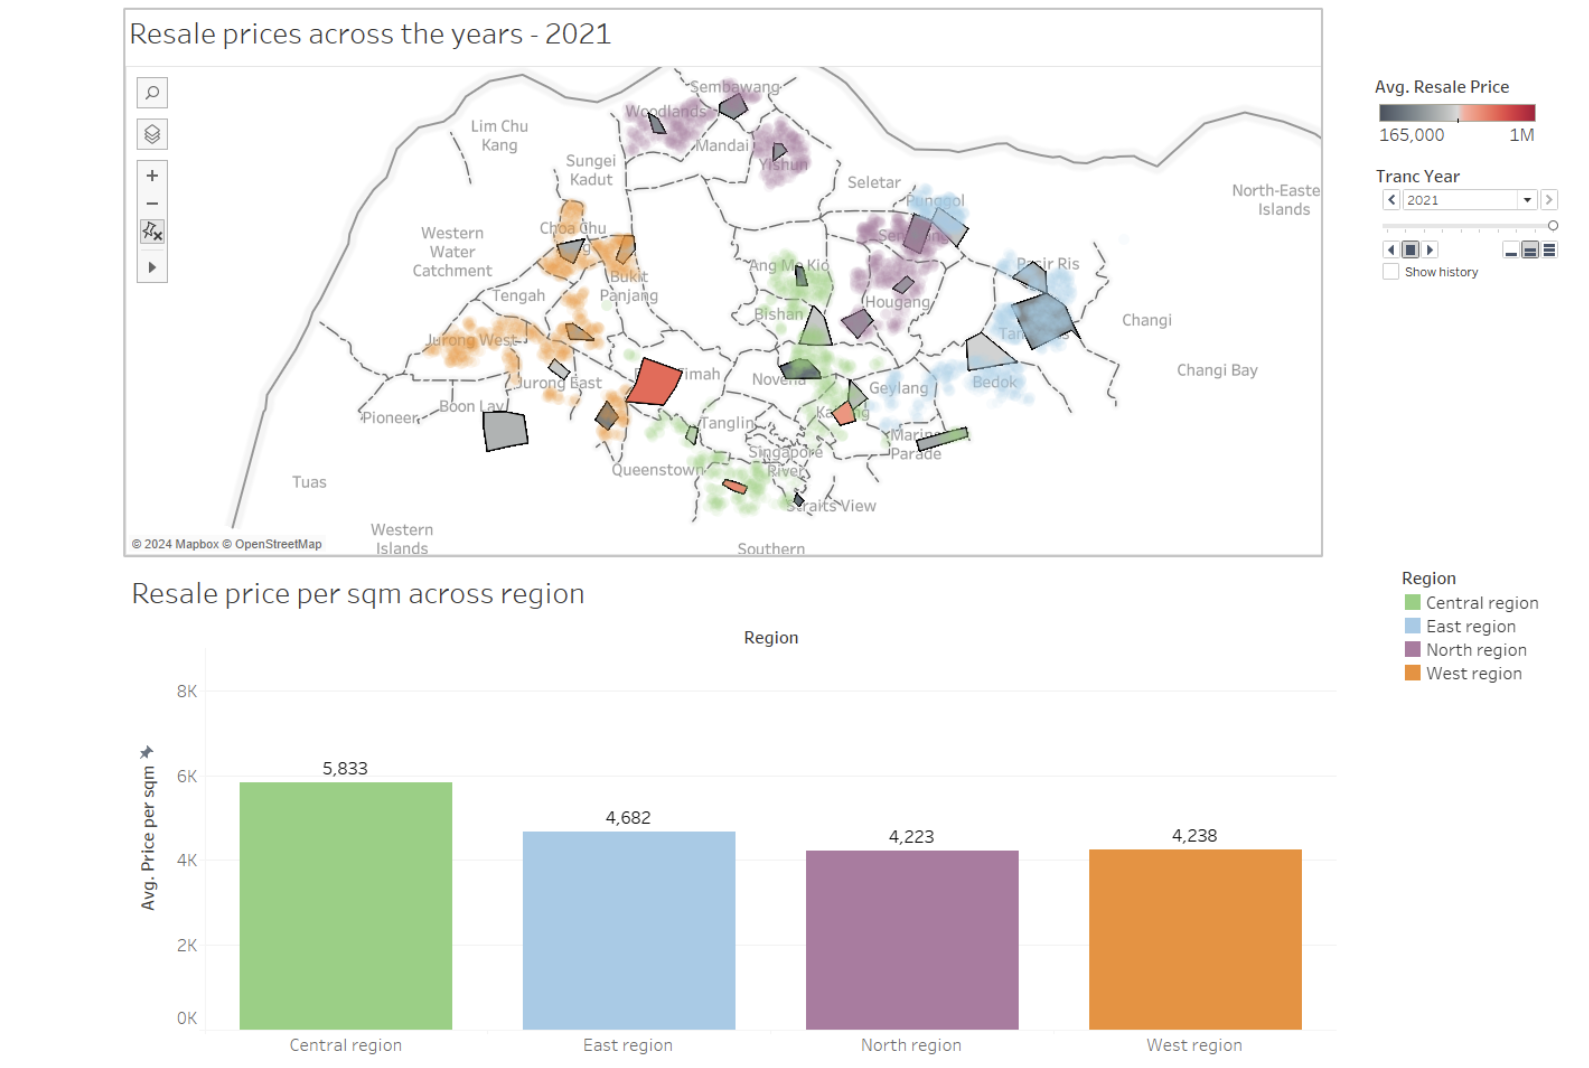 Resale prices across the years - 2021
Avg. Resale Price
165,000 1M
Tranc Year
2021
Show history
Sembawang
Woodlands
Lim Chu
Kang
Mandai
Sungei
Kadut
Yishun
Seletar
Punggol
North-Easte
Islands
Western
Water
Catchment
Choa Chu
Bukit
Panjang
Ang Mo Kio
Pasir Ris
Tengah
Hougang
Bishan
Changi
Jurong West
Changi Bay
Jurong East
Novena
Geylang
Bedok
Boon Lay
Pioneer
Tanglin
Parade
Singapore
River
Queenstown
Tuas
Straits View
Western
Islands
Southern
© 2024 Mapbox © OpenStreetMap
Resale price per sqm across region
Region
Central region
East region
North region
West region
Region
Avg. Price per sqm
8K
6K
4K
2K
0K
5,833
4,682
4,223
4,238
Central region
East region
North region
West region